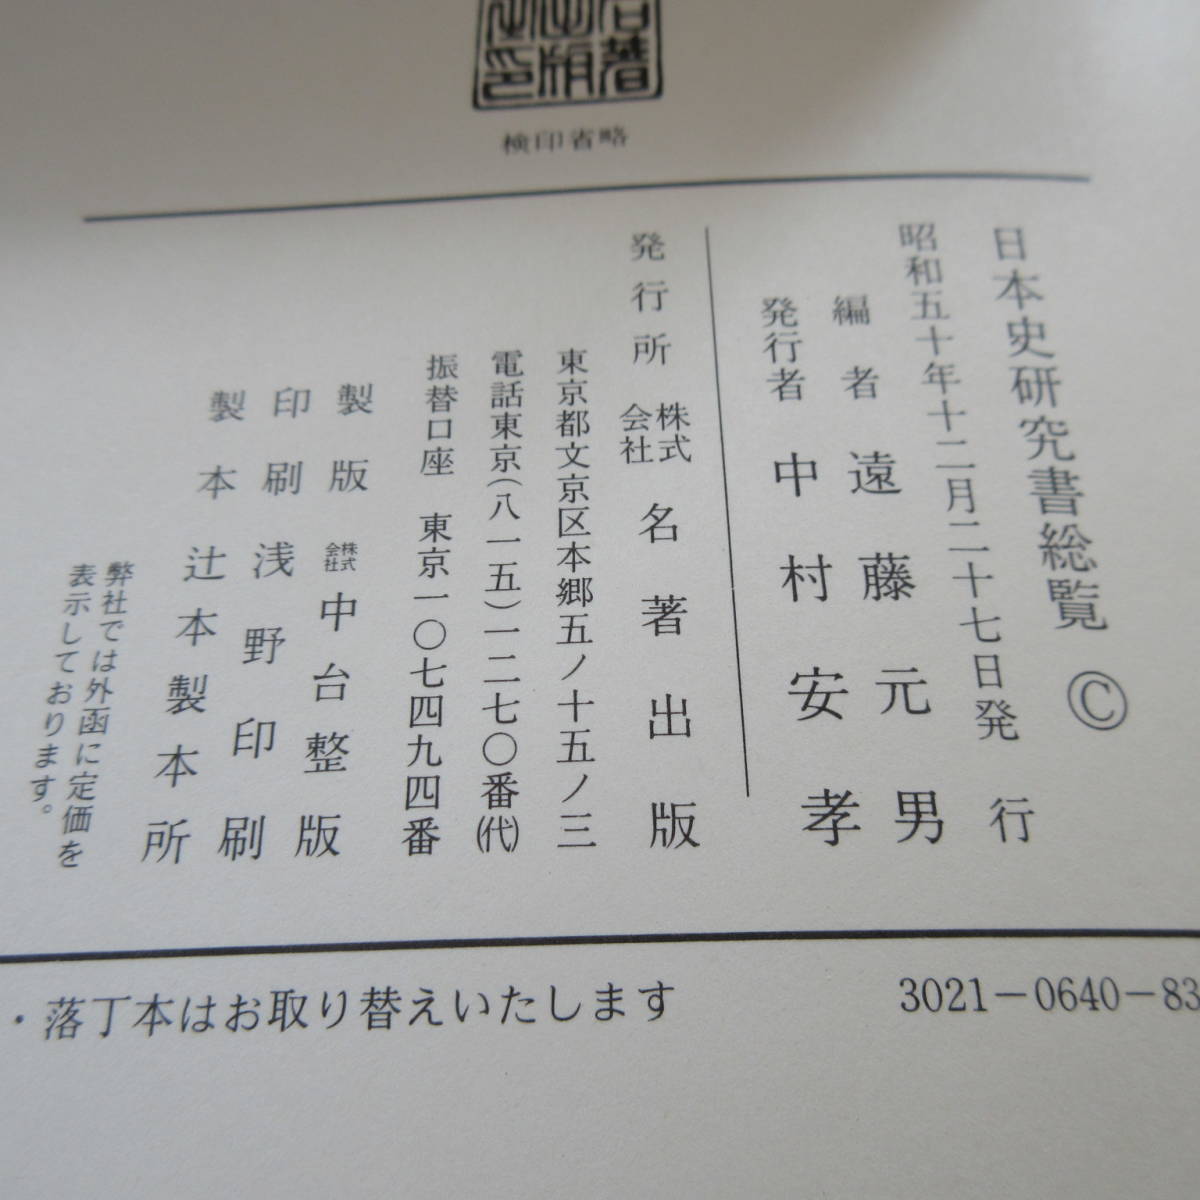 検印省略
日本史研究書総覧 ©
昭和五十年十二月二十七日発行
編者 遠藤元男
発行者 中村安孝
発行所 株式会社 名著出版
東京都文京区本郷五ノ十五ノ三
電話東京(八一五)一二七〇番(代)
振替口座 東京一〇七四九四番
製版 株式会社 中台整版
印刷 浅野印刷
製本 辻本製本所
弊社では外函に定価を
表示しております。
・落丁本はお取り替えいたします
3021-0640-83